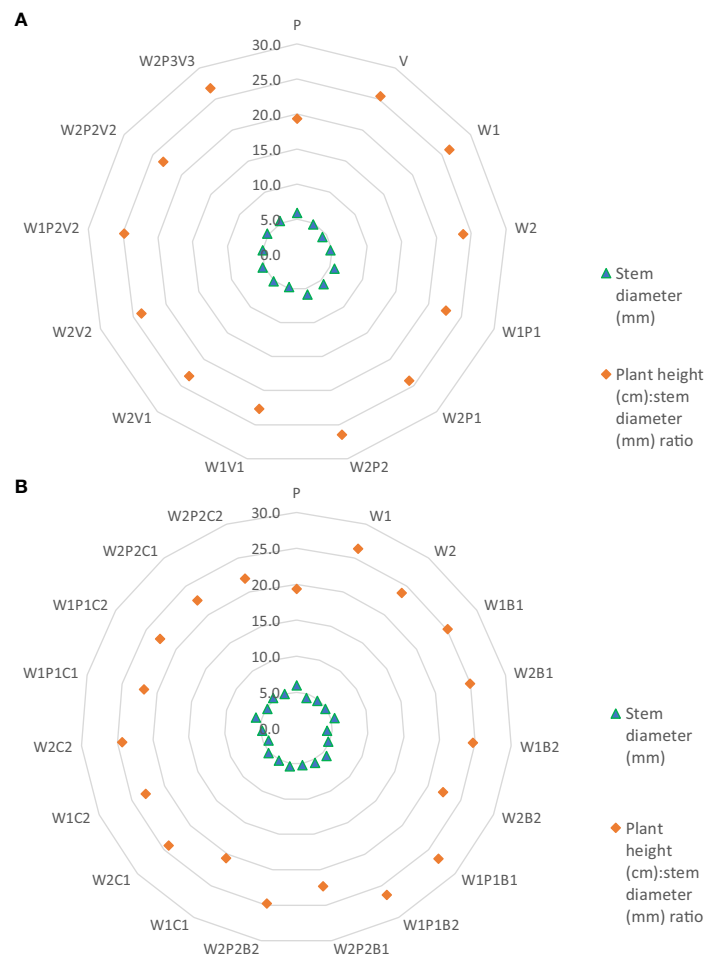 A
P
30.0
W2P3V3
V
25.0
W2P2V2
W1
20.0
15.0
10.0
W1P2V2
W2
5.0
0.0
Stem
diameter
(mm)
W2V2
W1P1
Plant height
(cm):stem
diameter
(mm) ratio
W2V1
W2P1
W1V1
W2P2
B
P
30.0
W2P2C2
W1
25.0
W2P2C1
W2
20.0
W1P1C2
W1B1
15.0
10.0
W1P1C1
W2B1
5.0
0.0
Stem
diameter
(mm)
W2C2
W1B2
W1C2
W2B2
Plant
height
(cm):stem
diameter
(mm) ratio
W2C1
W1P1B1
W1C1
W1P1B2
W2P2B2
W2P2B1